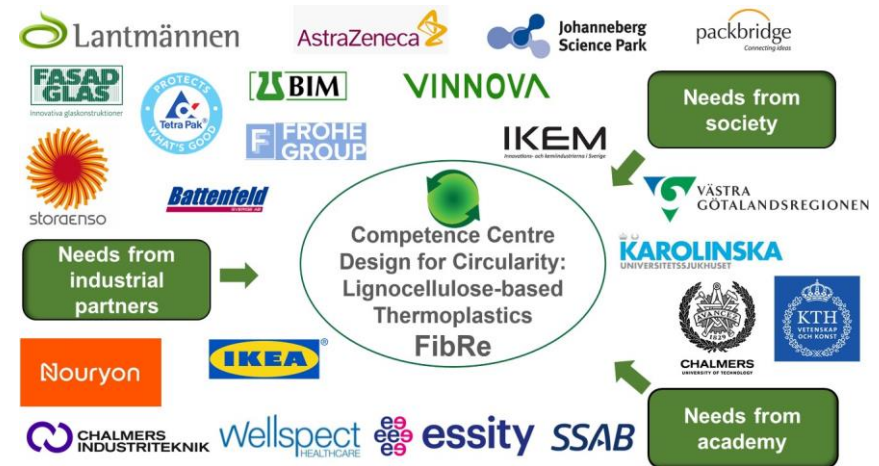 Lantmännen
AstraZeneca
Johanneberg
Science Park
packbridge
Connecting ideas
FASAD
GLAS
Innovativa glaskonstruktioner
PROTECTS
Tetra Pak®
WHAT'S GOOD
BIM
VINNOVA
Needs from
society
FROHE
GROUP
IKEM
Innovations- och kemiindustrierna i Sverige
storaenso
Battenfeld
VÄSTRA
GÖTALANDSREGIONEN
Competence Centre
Design for Circularity:
Lignocellulose-based
Thermoplastics
FibRe
Needs from
industrial
partners
KAROLINSKA
UNIVERSITETSSJUKHUSET
AVANCEZ
1829
CHALMERS
UNIVERSITY OF TECHNOLOGY
KTH
VETENSKAP
OCH KONST
Nouryon
IKEA®
CHALMERS
INDUSTRITEKNIK
wellspect
HEALTHCARE
essity
SSAB
Needs from
academy